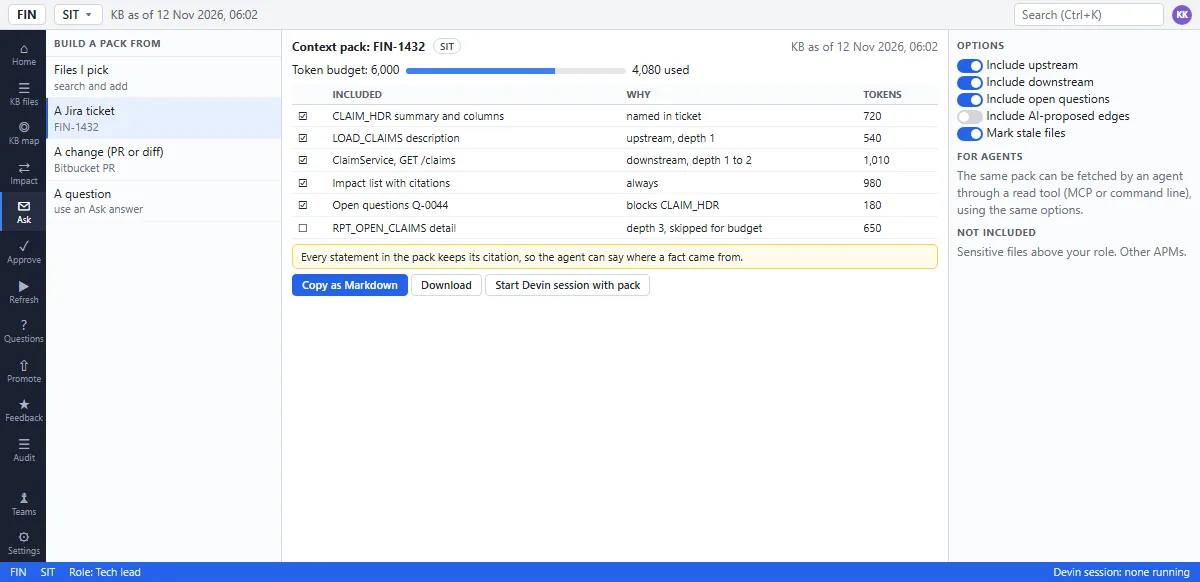 FIN SIT KB as of 12 Nov 2026, 06:02 Search (Ctrl+K) KK
Home
KB files
KB map
Impact
Ask
Approve
Refresh
Questions
Promote
Feedback
Audit
Teams
Settings
BUILD A PACK FROM
Files I pick
search and add
A Jira ticket
FIN-1432
A change (PR or diff)
Bitbucket PR
A question
use an Ask answer
Context pack: FIN-1432 SIT KB as of 12 Nov 2026, 06:02
Token budget: 6,000 4,080 used
INCLUDED WHY TOKENS
CLAIM_HDR summary and columns named in ticket 720
LOAD_CLAIMS description upstream, depth 1 540
ClaimService, GET /claims downstream, depth 1 to 2 1,010
Impact list with citations always 980
Open questions Q-0044 blocks CLAIM_HDR 180
RPT_OPEN_CLAIMS detail depth 3, skipped for budget 650
Every statement in the pack keeps its citation, so the agent can say where a fact came from.
Copy as Markdown Download Start Devin session with pack
OPTIONS
Include upstream
Include downstream
Include open questions
Include AI-proposed edges
Mark stale files
FOR AGENTS
The same pack can be fetched by an agent
through a read tool (MCP or command line),
using the same options.
NOT INCLUDED
Sensitive files above your role. Other APMs.
FIN SIT Role: Tech lead Devin session: none running